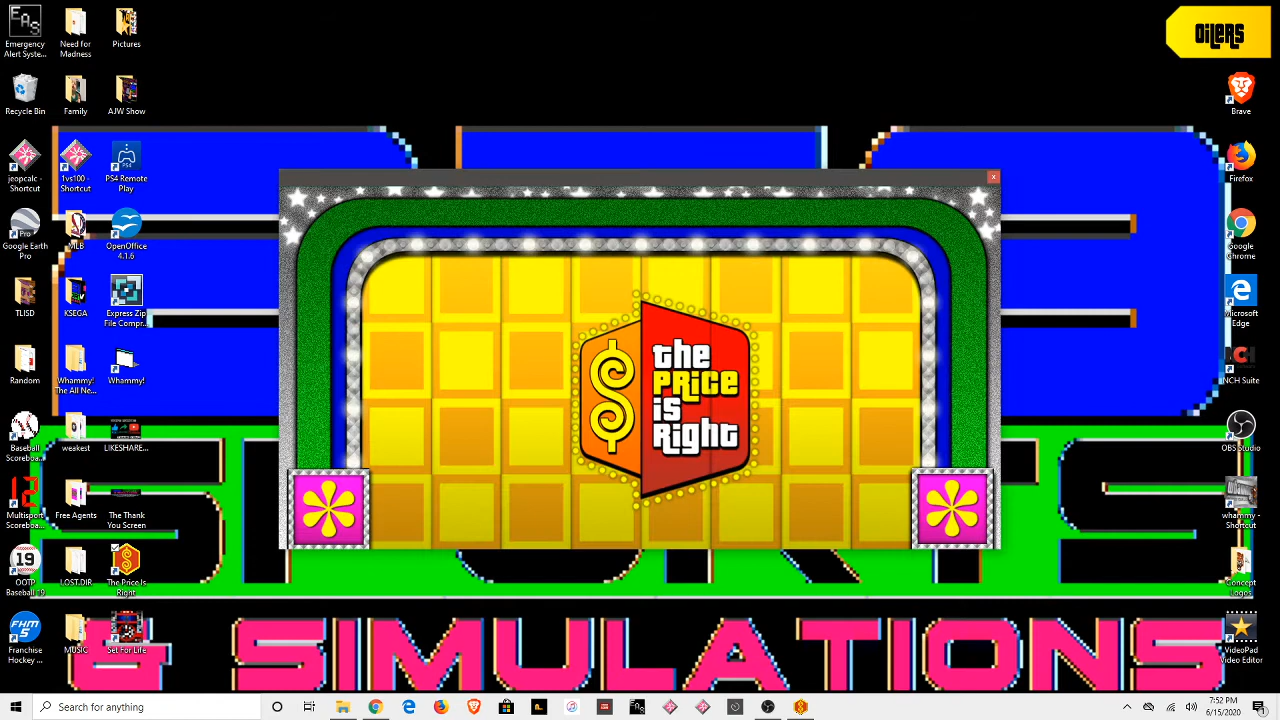 Emergency
Alert Syste...
Need for
Madness
Pictures
OilERS
Recycle Bin
Family
AJW Show
Brave
jeopcalc -
Shortcut
1vs100 -
Shortcut
PS4 Remote
Play
Firefox
Pro
Google Earth
Pro
MLB
OpenOffice
4.1.6
Google
Chrome
TLISD
KSEGA
Express Zip
File Compr...
Microsoft
Edge
the
PRiCE
iS
Right
Random
Whammy!
The All Ne...
Whammy!
NCH Suite
Baseball
Scoreboa...
weakest
LIKESHARE...
OBS Studio
12
Multisport
Scoreboa...
Free Agents
The Thank
You Screen
whammy -
Shortcut
19
OOTP
Baseball 19
LOST.DIR
The Price Is
Right
Concept
Logos
FHM
5
Franchise
Hockey ...
MUSIC
Set For Life
VideoPad
Video Editor
& SIMULATIONS
Search for anything
7:52 PM
6/15/2020